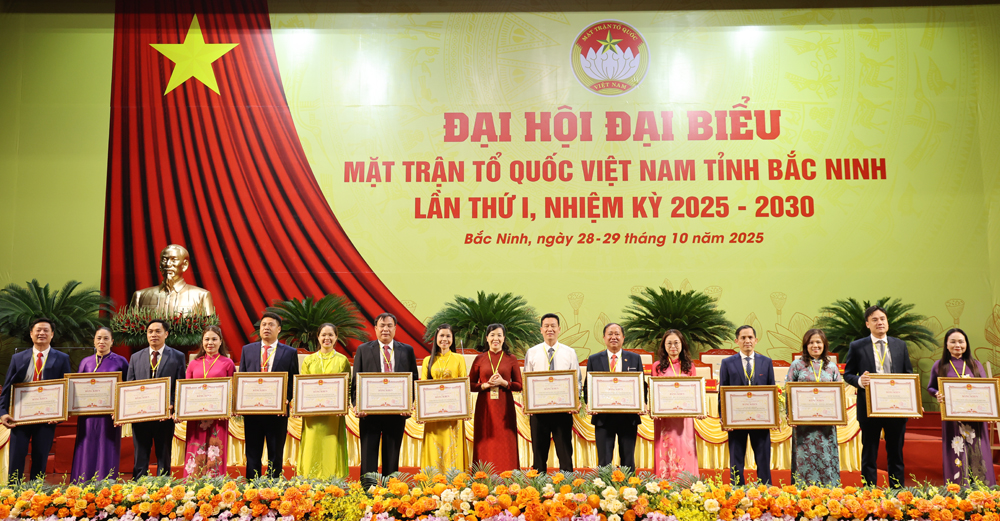 MẶT TRẬN TỔ QUỐC
VIỆT NAM
ĐẠI HỘI ĐẠI BIỂU
MẶT TRẬN TỔ QUỐC VIỆT NAM TỈNH BẮC NINH
LẦN THỨ I, NHIỆM KỲ 2025 - 2030
Bắc Ninh, ngày 28-29 tháng 10 năm 2025